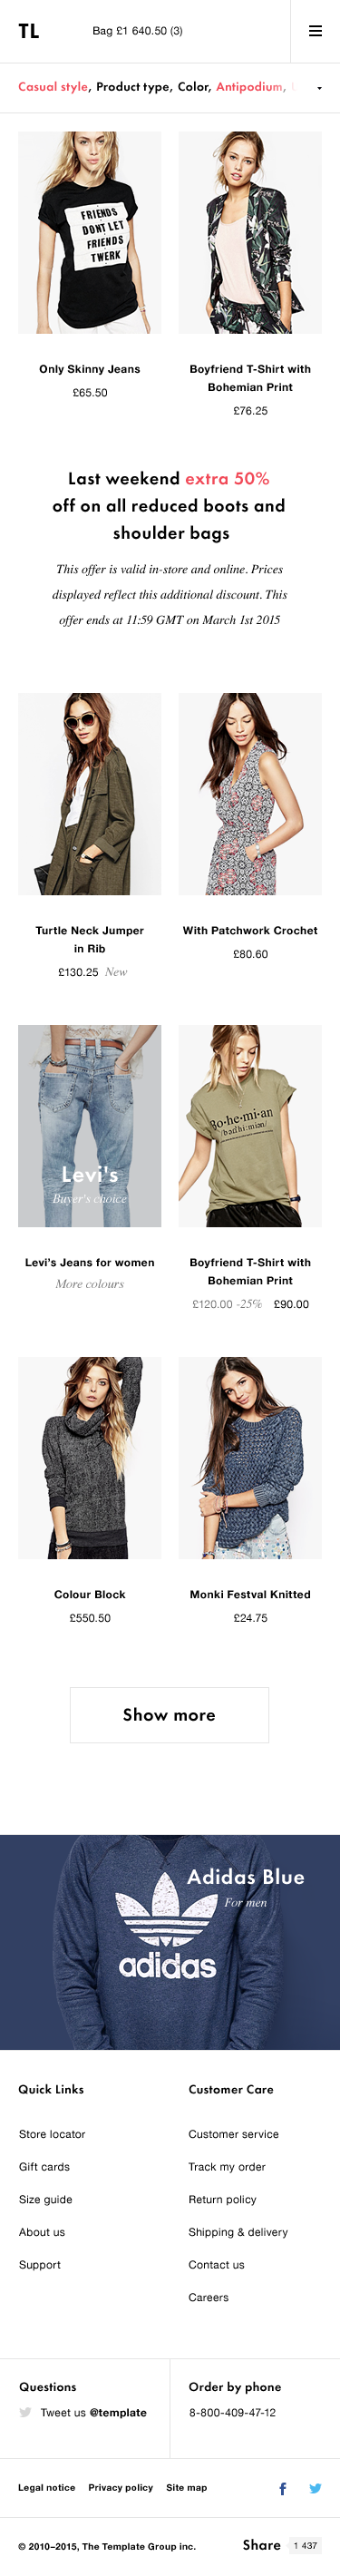 TL
Bag £1 640.50 (3)
Casual style, Product type, Color, Antipodium,
FRIENDS
DONT LET
FRIENDS
TWERK
Only Skinny Jeans
£65.50
Boyfriend T-Shirt with
Bohemian Print
£76.25
Last weekend extra 50%
off on all reduced boots and
shoulder bags
This offer is valid in-store and online. Prices
displayed reflect this additional discount. This
offer ends at 11:59 GMT on March 1st 2015
Turtle Neck Jumper
in Rib
£130.25 New
With Patchwork Crochet
£80.60
Levi's
Buyer's choice
Bo·he·mi·an
Levi's Jeans for women
More colours
Boyfriend T-Shirt with
Bohemian Print
£120.00 -25% £90.00
Colour Block
£550.50
Monki Festval Knitted
£24.75
Show more
Adidas Blue
For men
adidas
Quick Links
Store locator
Gift cards
Size guide
About us
Support
Customer Care
Customer service
Track my order
Return policy
Shipping & delivery
Contact us
Careers
Questions
Tweet us @template
Order by phone
8-800-409-47-12
Legal notice Privacy policy Site map
© 2010–2015, The Template Group inc.
Share 1 437